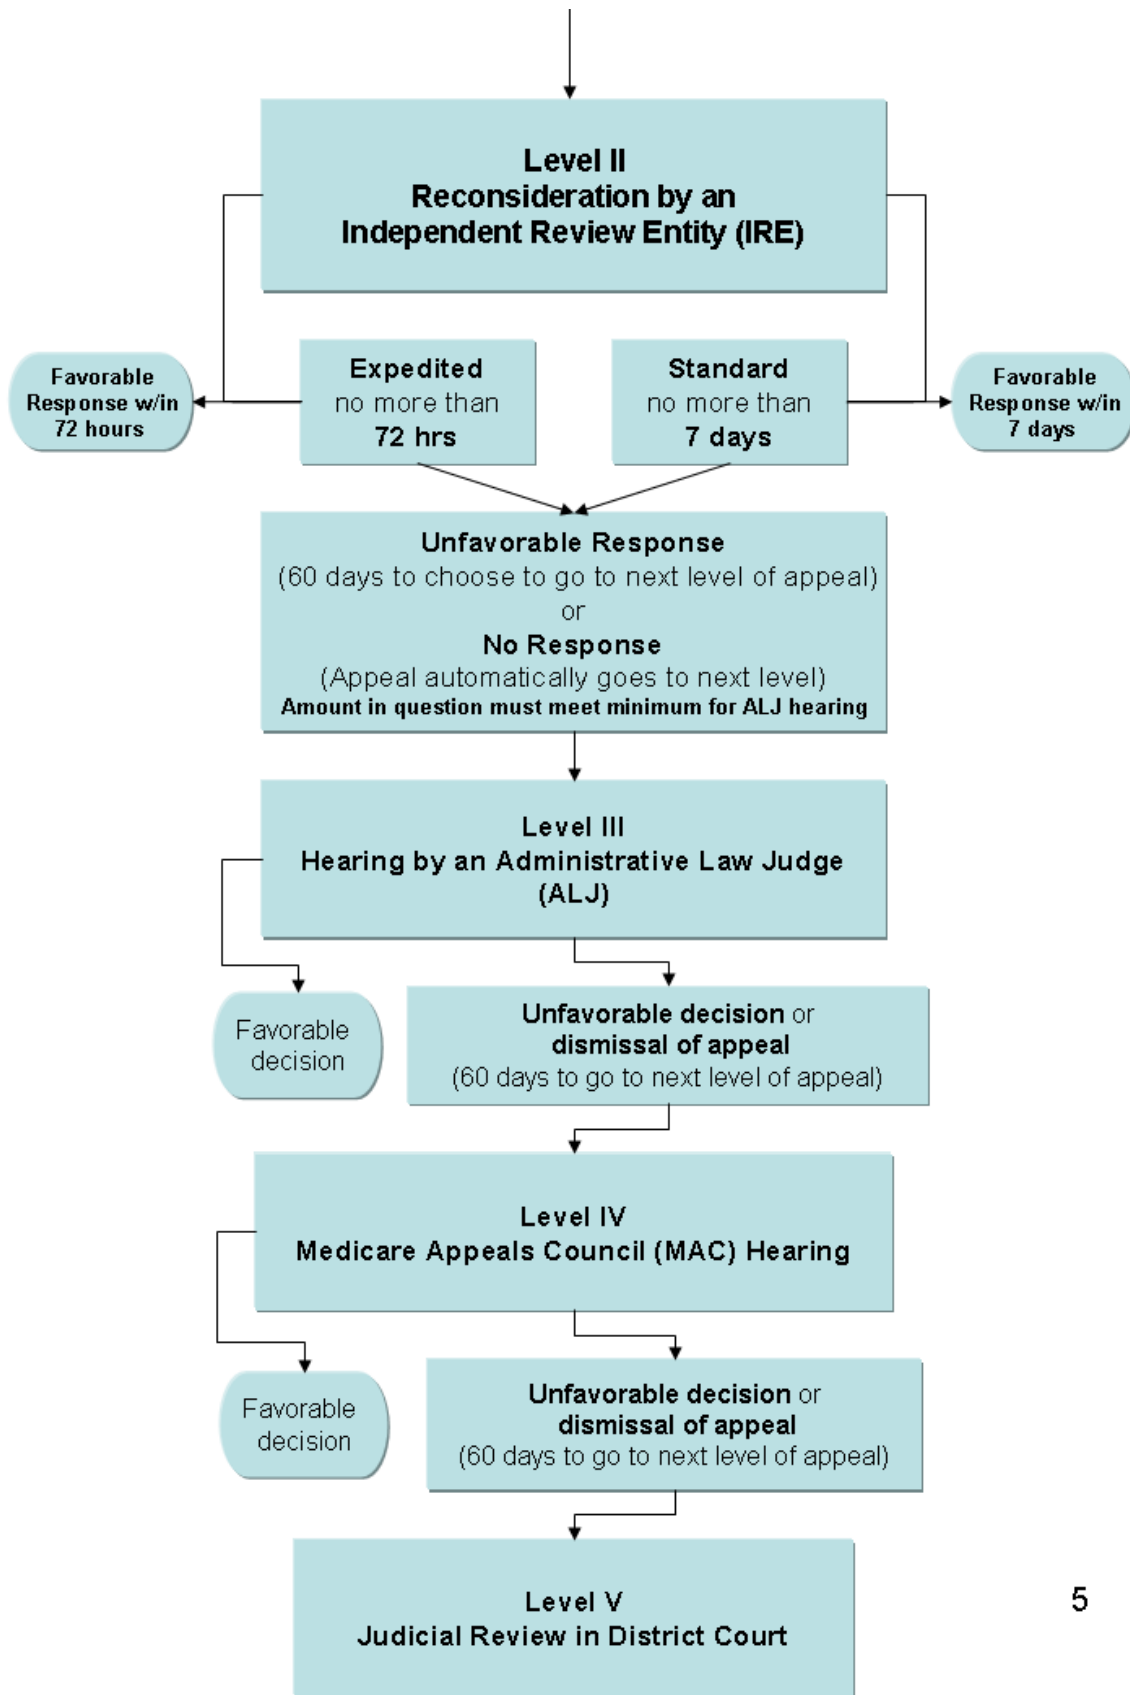 Level II
Reconsideration by an
Independent Review Entity (IRE)
Favorable
Response w/in
72 hours
Expedited
no more than
72 hrs
Standard
no more than
7 days
Favorable
Response w/in
7 days
Unfavorable Response
(60 days to choose to go to next level of appeal)
or
No Response
(Appeal automatically goes to next level)
Amount in question must meet minimum for ALJ hearing
Level III
Hearing by an Administrative Law Judge
(ALJ)
Favorable
decision
Unfavorable decision or
dismissal of appeal
(60 days to go to next level of appeal)
Level IV
Medicare Appeals Council (MAC) Hearing
Favorable
decision
Unfavorable decision or
dismissal of appeal
(60 days to go to next level of appeal)
Level V
Judicial Review in District Court
5